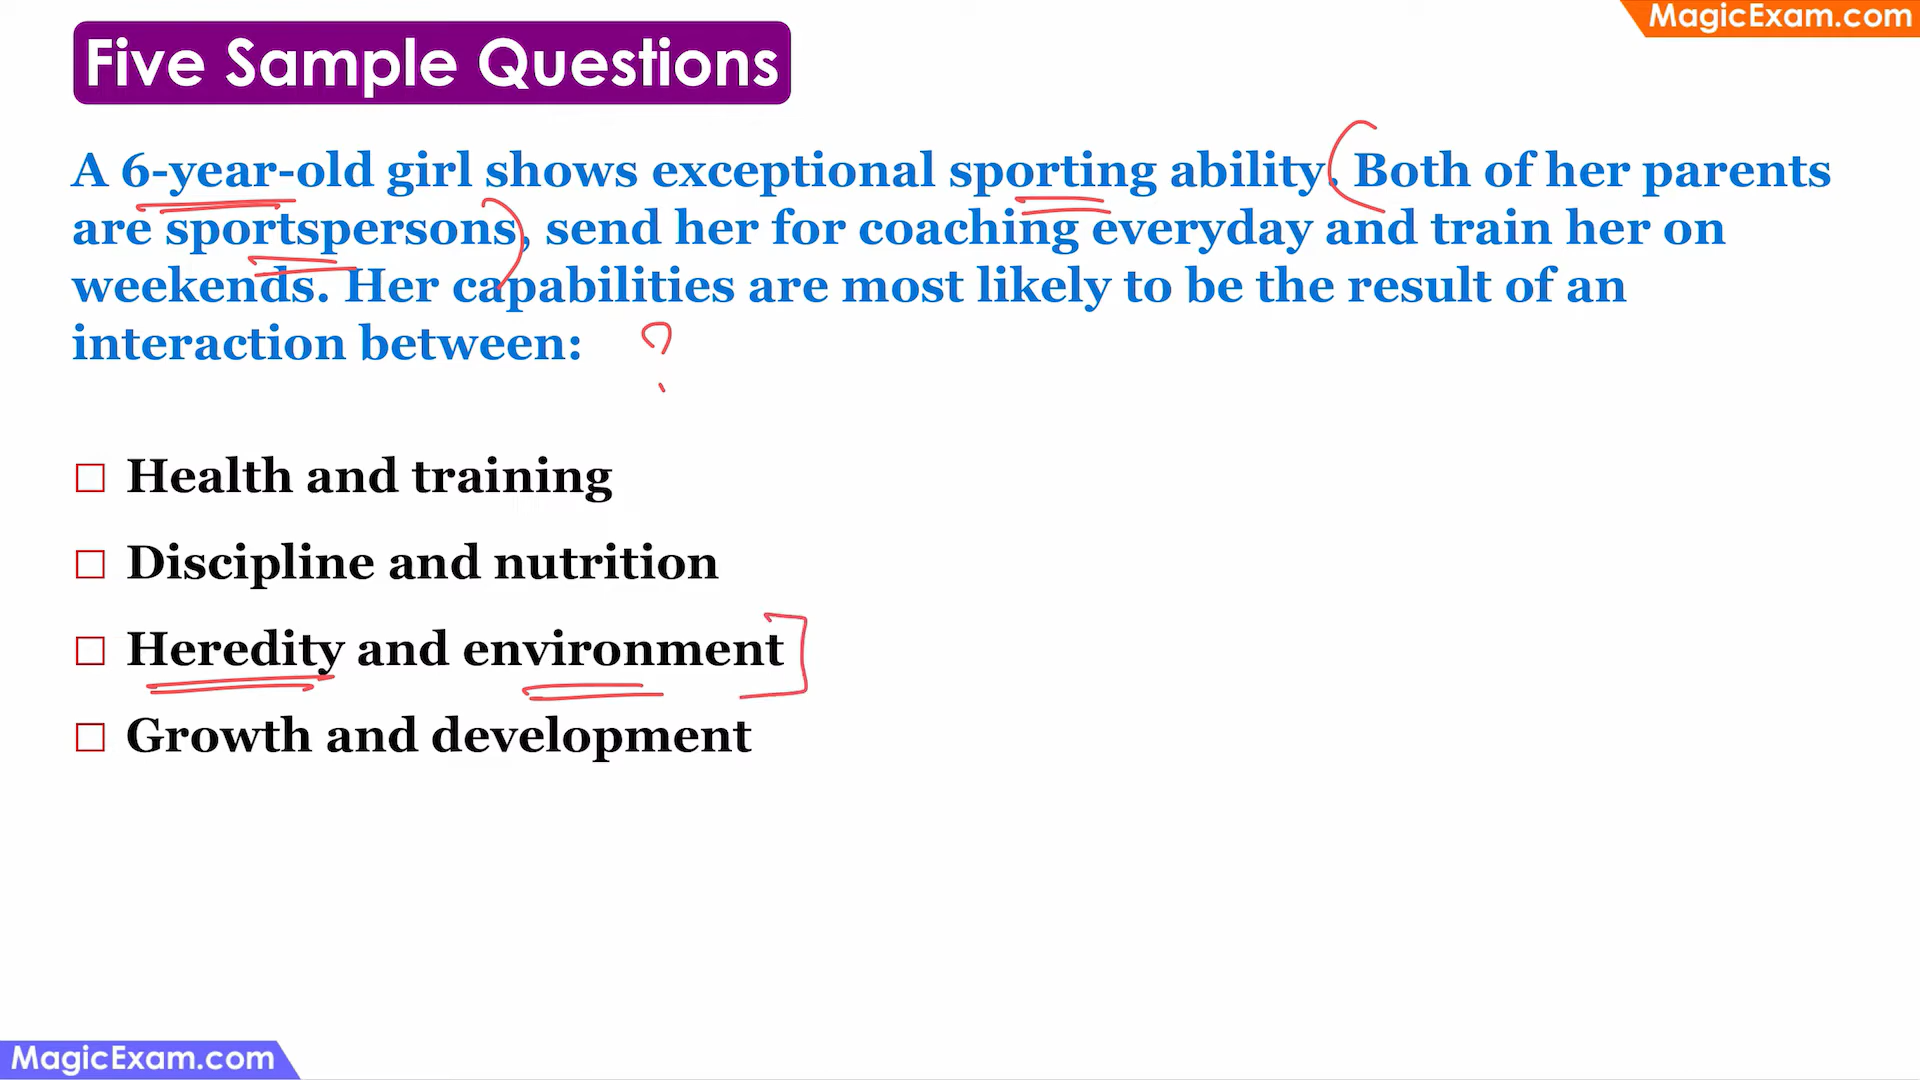 MagicExam.com
Five Sample Questions
A 6-year-old girl shows exceptional sporting ability. Both of her parents
are sportspersons, send her for coaching everyday and train her on
weekends. Her capabilities are most likely to be the result of an
interaction between:
?
Health and training
Discipline and nutrition
Heredity and environment
Growth and development
MagicExam.com